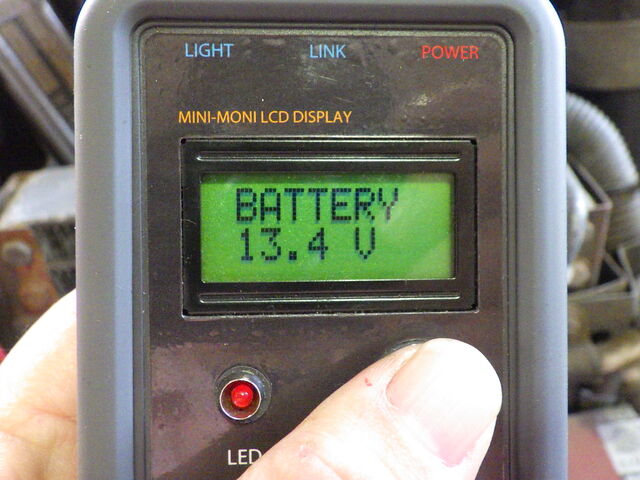 LIGHT LINK POWER
MINI-MONI LCD DISPLAY
BATTERY
13.4 V
LED